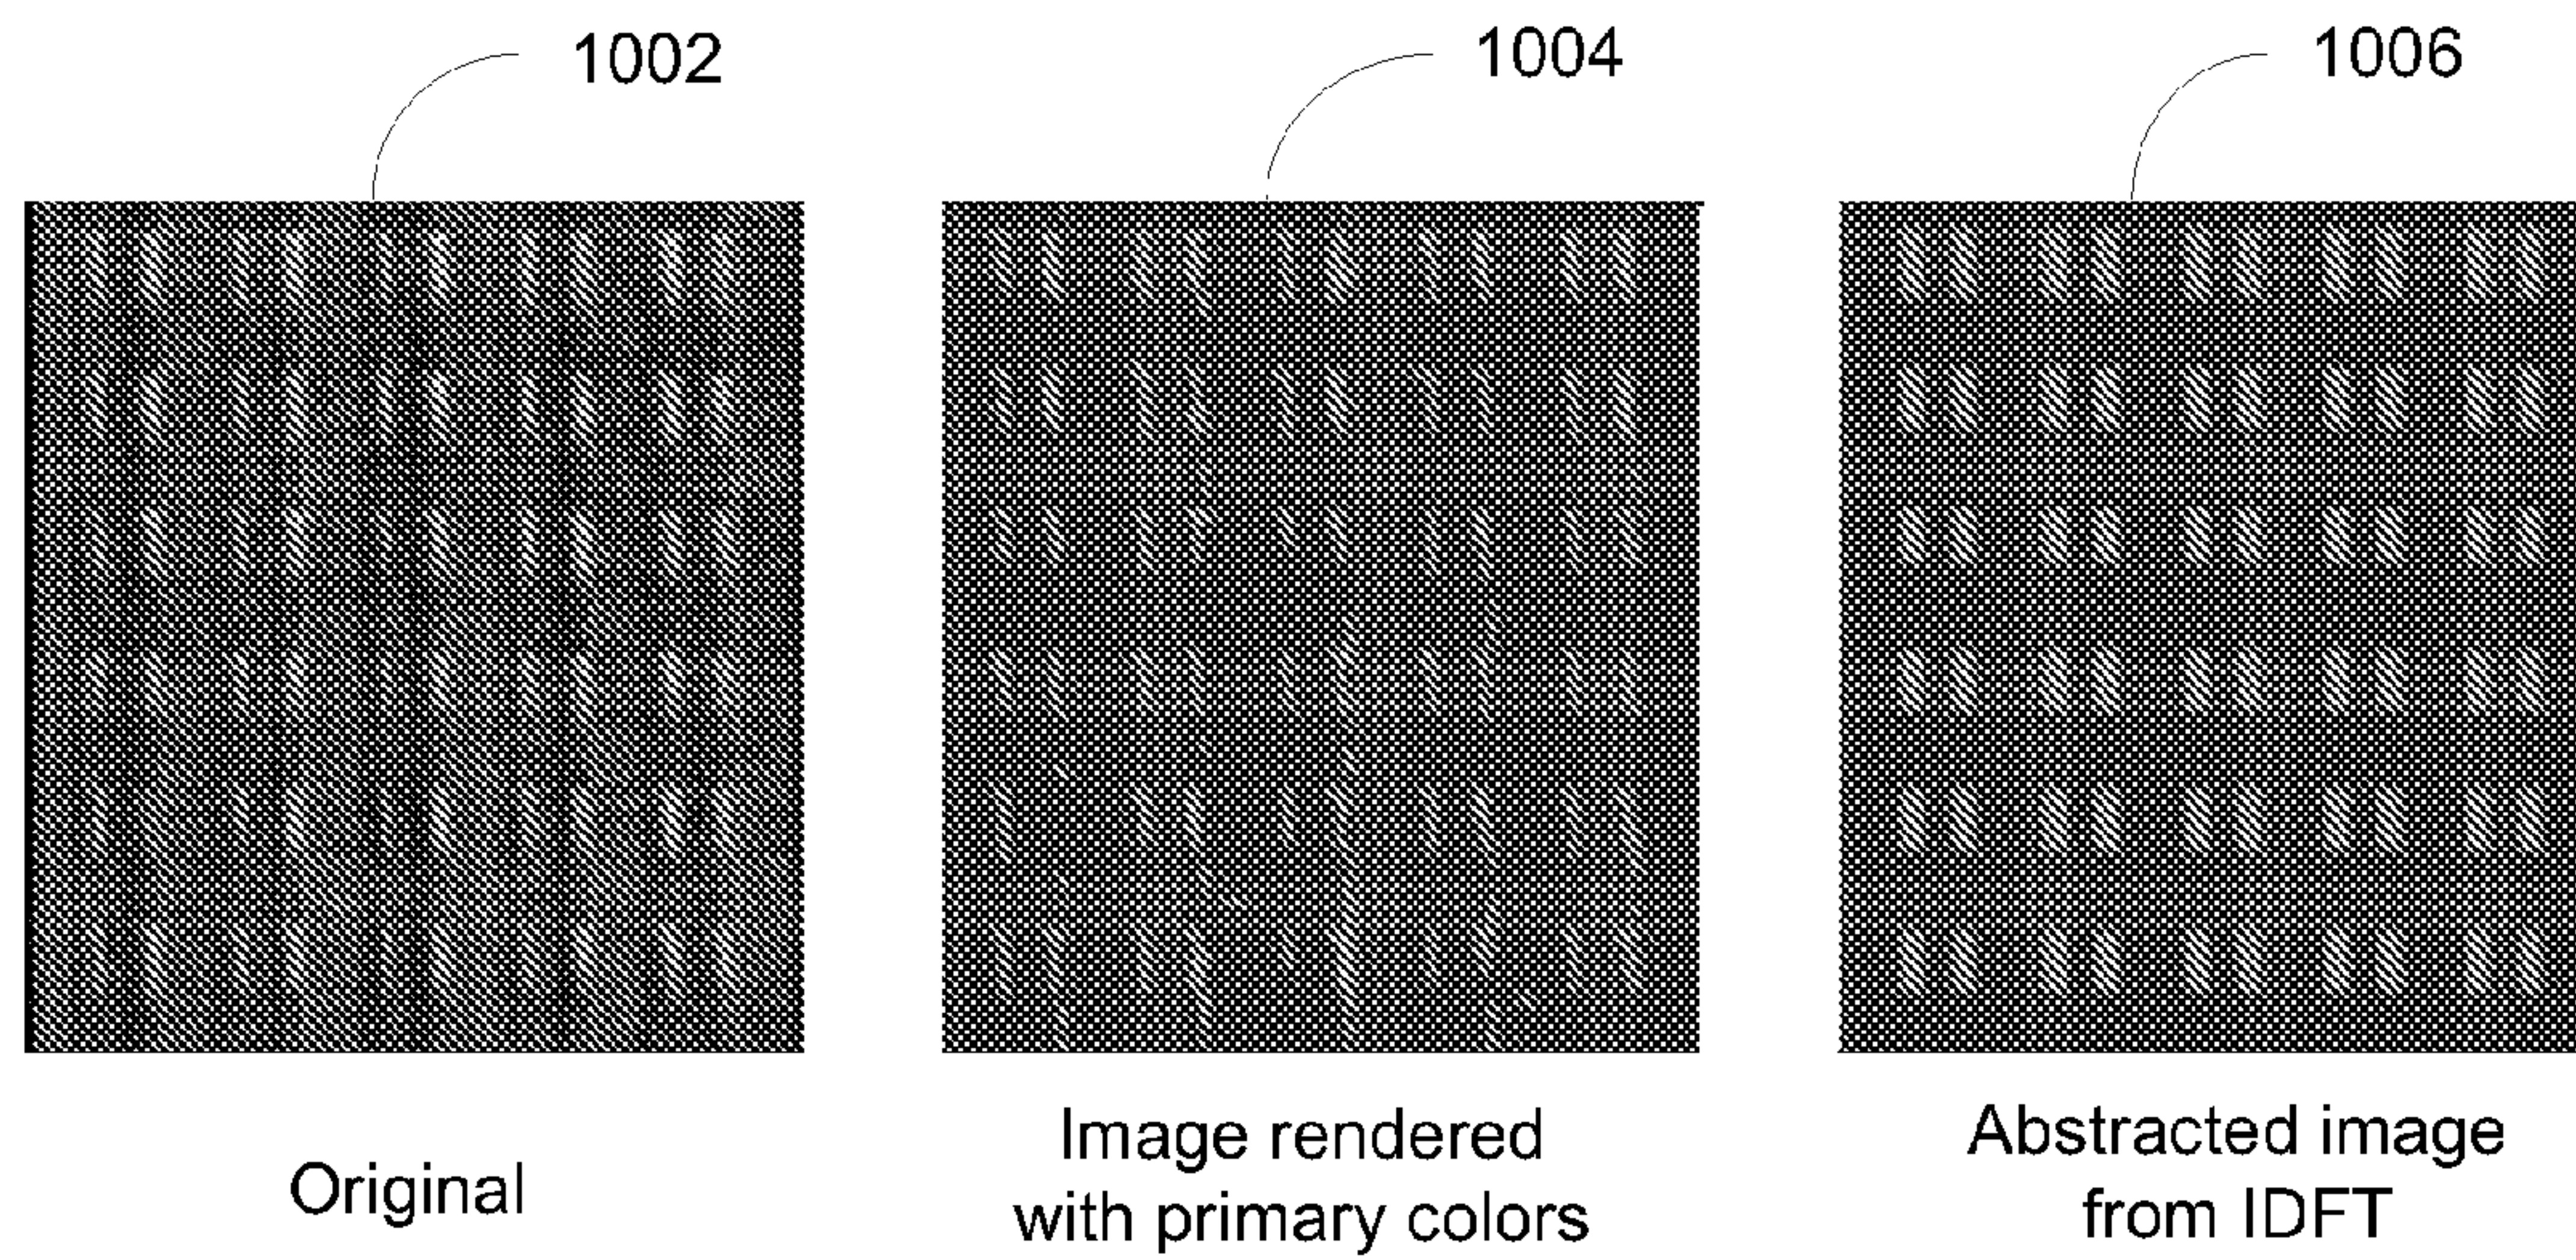 1002
1004
1006
Original
Image rendered
with primary colors
Abstracted image
from IDFT